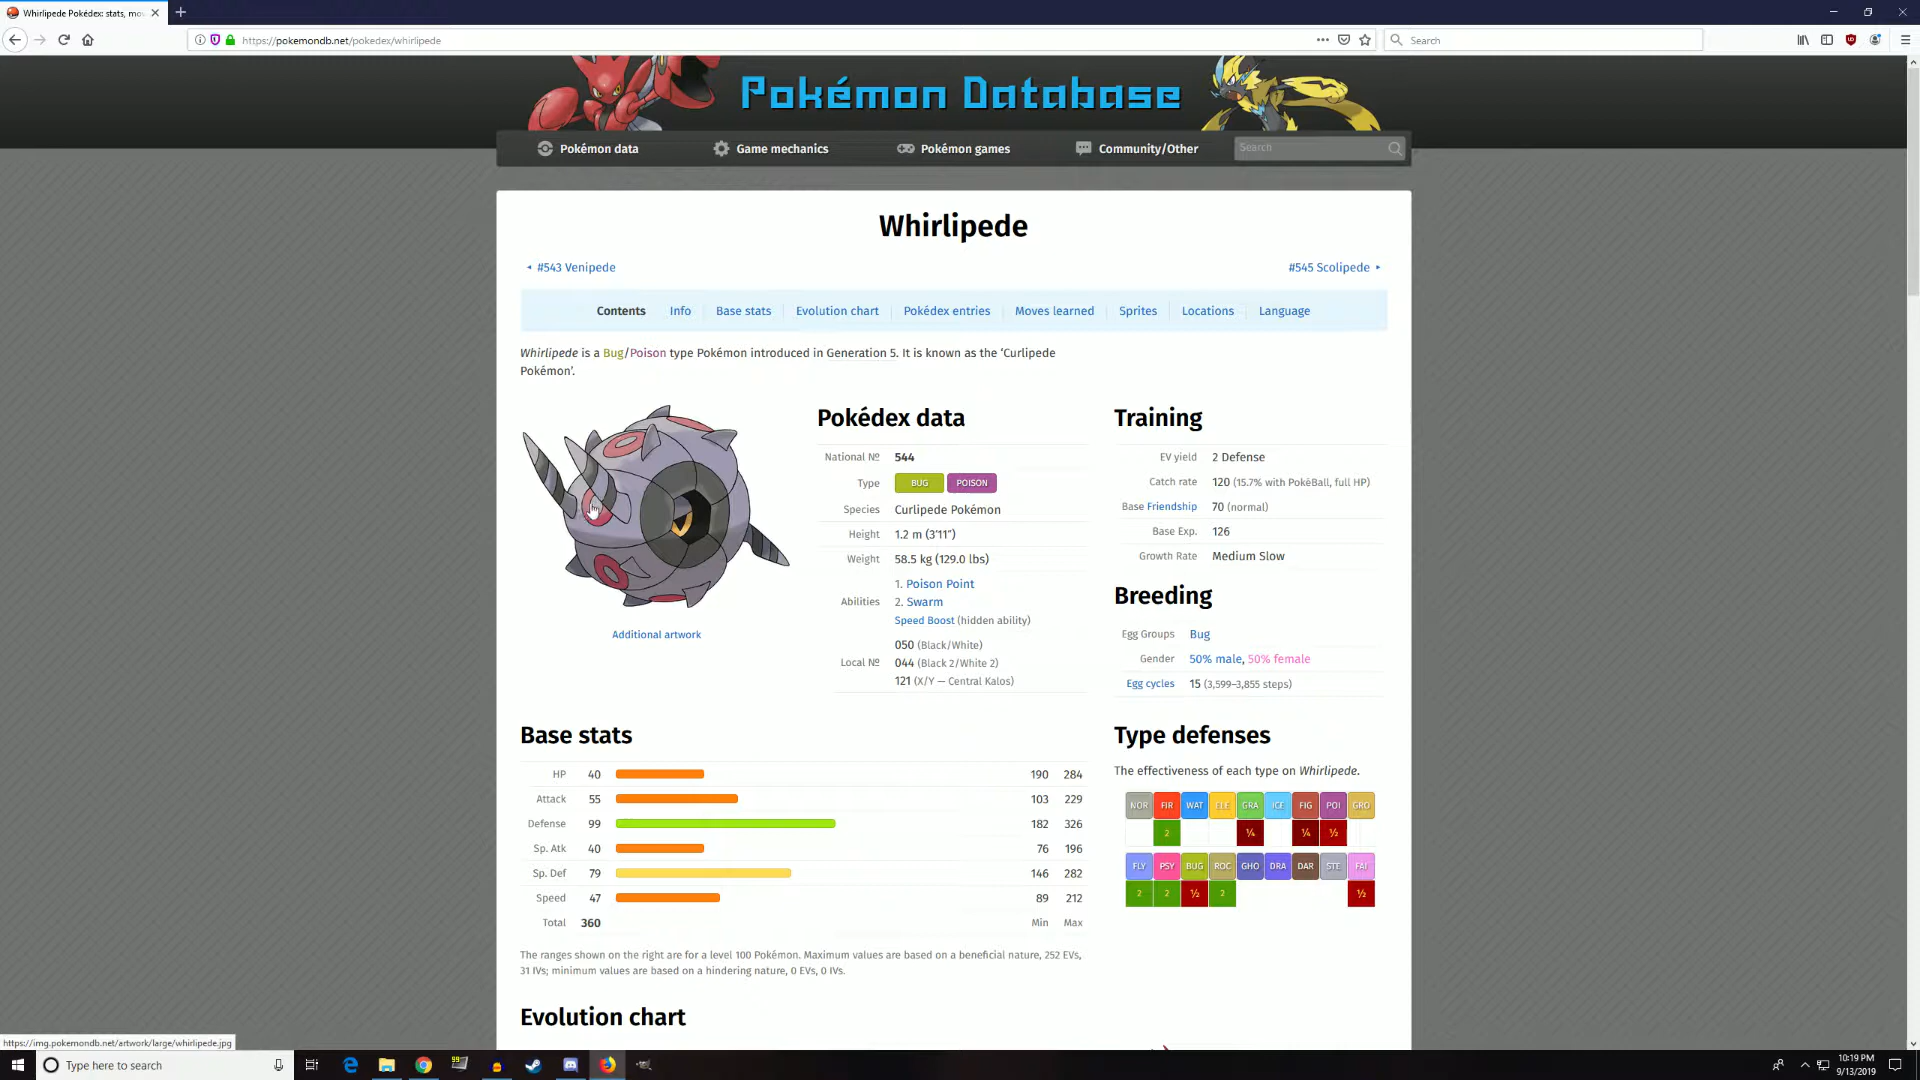 Whirlipede Pokédex: stats, mo
https://pokemondb.net/pokedex/whirlipede
Search
Pokémon Database
Pokémon data
Game mechanics
Pokémon games
Community/Other
Search
Whirlipede
#543 Venipede
#545 Scolipede
Contents
Info
Base stats
Evolution chart
Pokédex entries
Moves learned
Sprites
Locations
Language
Whirlipede is a Bug/Poison type Pokémon introduced in Generation 5. It is known as the ‘Curlipede
Pokémon’.
Additional artwork
Pokédex data
National № 544
Type BUG POISON
Species Curlipede Pokémon
Height 1.2 m (3′11″)
Weight 58.5 kg (129.0 lbs)
Abilities 1. Poison Point
2. Swarm
Speed Boost (hidden ability)
Local № 050 (Black/White)
044 (Black 2/White 2)
121 (X/Y — Central Kalos)
Training
EV yield 2 Defense
Catch rate 120 (15.7% with PokéBall, full HP)
Base Friendship 70 (normal)
Base Exp. 126
Growth Rate Medium Slow
Breeding
Egg Groups Bug
Gender 50% male, 50% female
Egg cycles 15 (3,599–3,855 steps)
Base stats
HP 40 190 284
Attack 55 103 229
Defense 99 182 326
Sp. Atk 40 76 196
Sp. Def 79 146 282
Speed 47 89 212
Total 360 Min Max
The ranges shown on the right are for a level 100 Pokémon. Maximum values are based on a beneficial nature, 252 EVs,
31 IVs; minimum values are based on a hindering nature, 0 EVs, 0 IVs.
Type defenses
The effectiveness of each type on Whirlipede.
NOR FIR WAT ELE GRA ICE FIG POI GRO
2 ¼ ¼ ½
FLY PSY BUG ROC GHO DRA DAR STE FAI
2 2 ½ 2 ½
Evolution chart
https://img.pokemondb.net/artwork/large/whirlipede.jpg
Type here to search
99
10:19 PM
9/13/2019